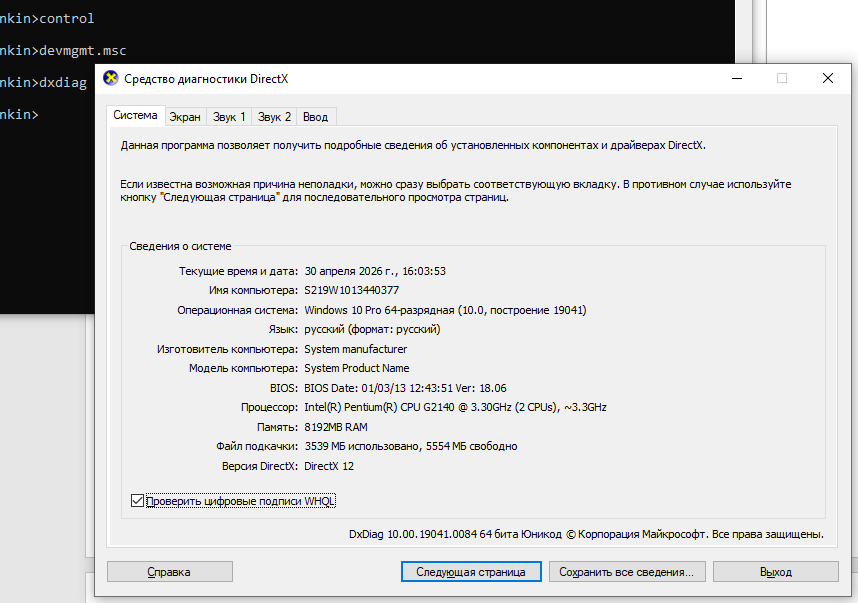 nkin>control
nkin>devmgmt.msc
nkin>dxdiag
nkin>
Средство диагностики DirectX
Система Экран Звук 1 Звук 2 Ввод
Данная программа позволяет получить подробные сведения об установленных компонентах и драйверах DirectX.
Если известна возможная причина неполадки, можно сразу выбрать соответствующую вкладку. В противном случае используйте
кнопку "Следующая страница" для последовательного просмотра страниц.
Сведения о системе
Текущие время и дата: 30 апреля 2026 г., 16:03:53
Имя компьютера: S219W1013440377
Операционная система: Windows 10 Pro 64-разрядная (10.0, построение 19041)
Язык: русский (формат: русский)
Изготовитель компьютера: System manufacturer
Модель компьютера: System Product Name
BIOS: BIOS Date: 01/03/13 12:43:51 Ver: 18.06
Процессор: Intel(R) Pentium(R) CPU G2140 @ 3.30GHz (2 CPUs), ~3.3GHz
Память: 8192MB RAM
Файл подкачки: 3539 МБ использовано, 5554 МБ свободно
Версия DirectX: DirectX 12
Проверить цифровые подписи WHQL
DxDiag 10.00.19041.0084 64 бита Юникод © Корпорация Майкрософт. Все права защищены.
Справка Следующая страница Сохранить все сведения... Выход